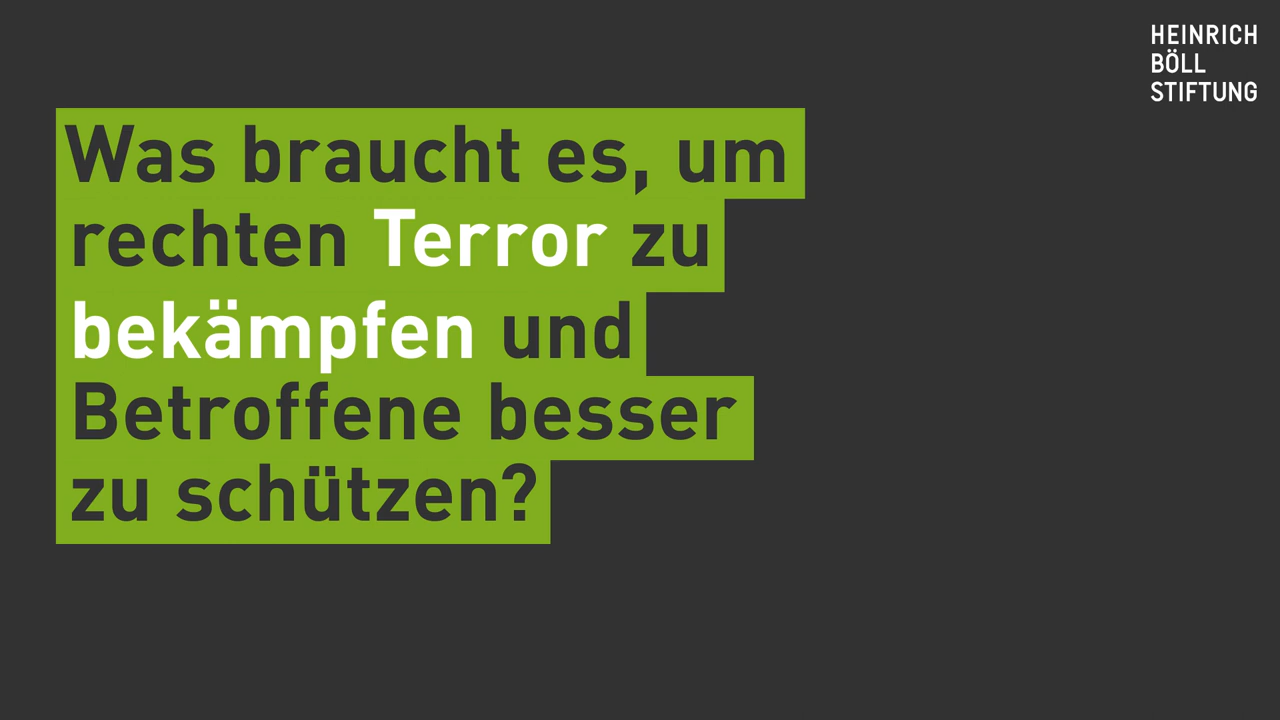 HEINRICH
BÖLL
STIFTUNG
Was braucht es, um
rechten Terror zu
bekämpfen und
Betroffene besser
zu schützen?